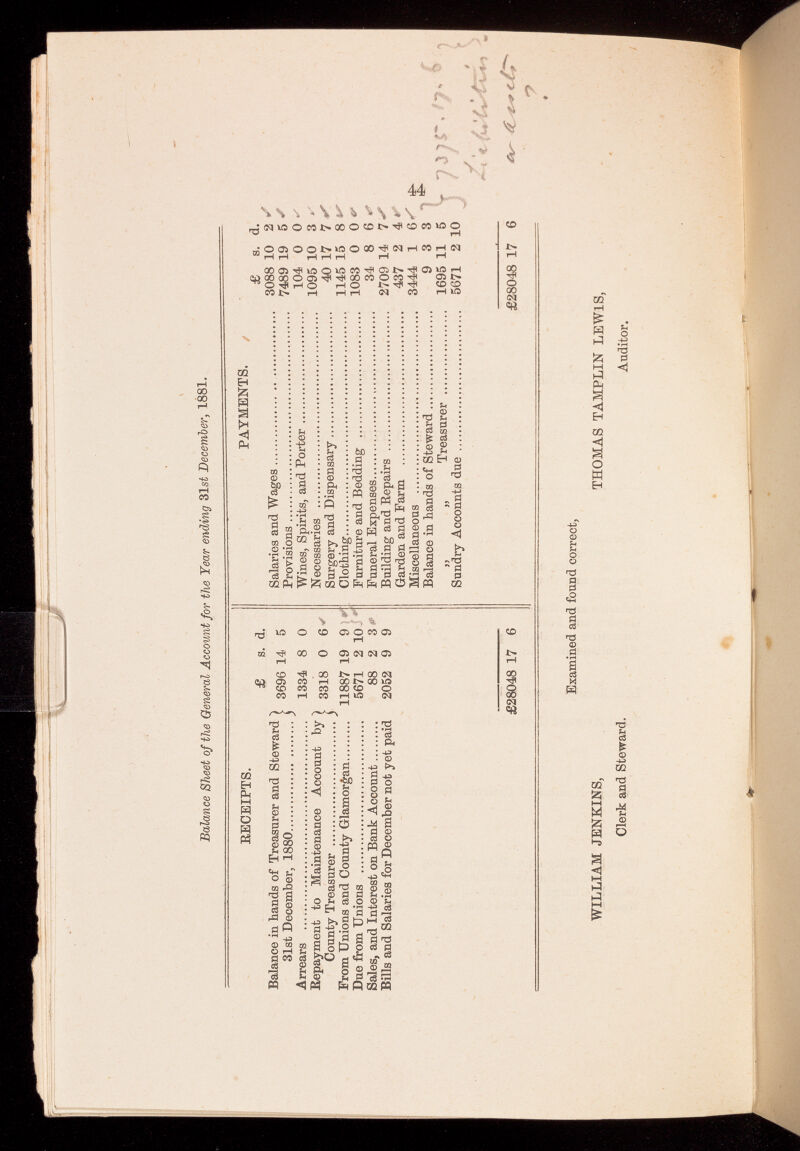 44
Balance Sheet of the General Account for the Year ending 31st December, 1881.
RECEIPTS.
£ s. d.
Balance in hands of Treasurer and Steward }
31st December, 1880.................. } 3696 14 5
Arrears .................. 1334 8 0
Repayment to Maintenance Account by }
County Treasurer .................. } 3318 0 6
From Unions and County Glamorgan.......... 11887 19 9
Due from Unions .................. 5671 2 10
Sales, and Interest on Bank Account .......... 88 2 3
Bills and Salaries for December not yet paid 2052 9 9
£28048 17 6
PAYMENTS.
£ s. d.
Salaries and Wages .................. 3088 10 2
Provisions .................. 7489 19 5
Wines, Spirits, and Porter .................. 104 0 0
Necessaries .................. 1095 10 3
Surgery and Dispensary .................. 40 17 7
Clothing .................. 1145 15 8
Furniture and Bedding .................. 1083 0 0
Funeral Expenses .................. 34 8 6
Building and Repairs .................. 2709 14 7
Garden and Farm .................. 437 2 4
Miscellaneous .................. 3444 1 6
Balance in hands of Steward .................. 9 3 3
„ „ Treasurer .................. 1695 11 5
Sundry Acconnts due .................. 5671 2 10
£28048 17 6
} 7375. 17. 6 }
Liabilities
or assets
?
Examined and found correct,
WILLIAM JENKINS,
Clerk and Steward.
THOMAS TAMPLIN LEWIS,
Auditor.